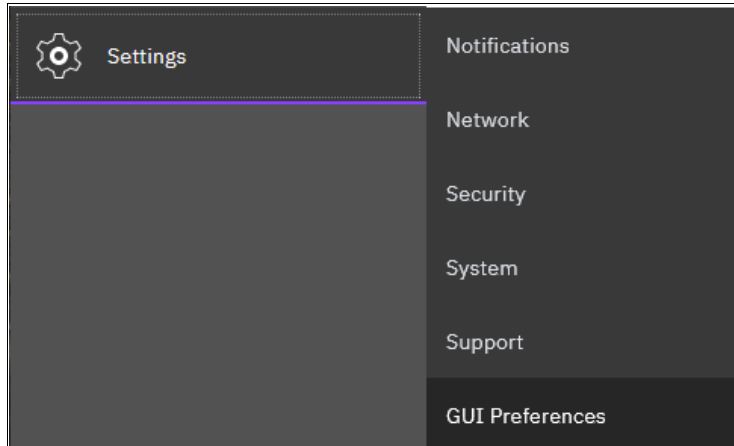 Settings
Notifications
Network
Security
System
Support
GUI Preferences